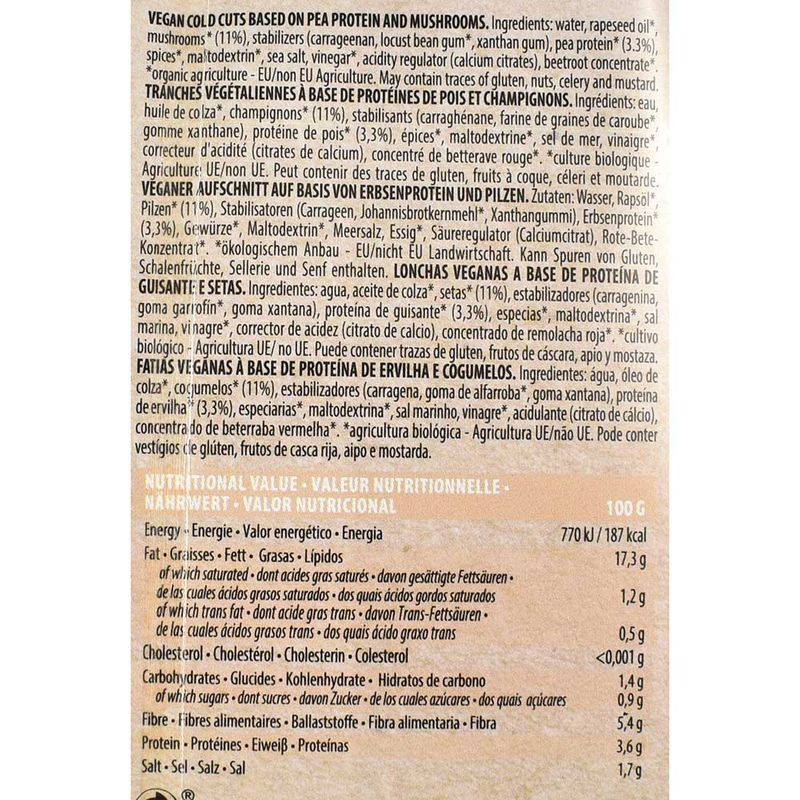 VEGAN COLD CUTS BASED ON PEA PROTEIN AND MUSHROOMS. Ingredients: water, rapeseed oil*,
mushrooms* (11%), stabilizers (carrageenan, locust bean gum*, xanthan gum), pea protein* (3.3%),
spices*, maltodextrin*, sea salt, vinegar*, acidity regulator (calcium citrates), beetroot concentrate*.
*organic agriculture - EU/non EU Agriculture. May contain traces of gluten, nuts, celery and mustard.
TRANCHES VÉGÉTALIENNES À BASE DE PROTÉINES DE POIS ET CHAMPIGNONS. Ingrédients: eau,
huile de colza*, champignons* (11%), stabilisants (carraghénane, farine de graines de caroube*,
gomme xanthane), protéine de pois* (3,3%), épices*, maltodextrine*, sel de mer, vinaigre*,
correcteur d'acidité (citrates de calcium), concentré de betterave rouge*. *culture biologique -
Agriculture UE/non UE. Peut contenir des traces de gluten, fruits à coque, céleri et moutarde.
VEGANER AUFSCHNITT AUF BASIS VON ERBSENPROTEIN UND PILZEN. Zutaten: Wasser, Rapsöl*,
Pilzen* (11%), Stabilisatoren (Carrageen, Johannisbrotkernmehl*, Xanthangummi), Erbsenprotein*
(3,3%), Gewürze*, Maltodextrin*, Meersalz, Essig*, Säureregulator (Calciumcitrat), Rote-Bete-
Konzentrat*. *ökologischem Anbau - EU/nicht EU Landwirtschaft. Kann Spuren von Gluten,
Schalenfrüchte, Sellerie und Senf enthalten. LONCHAS VEGANAS A BASE DE PROTEÍNA DE
GUISANTE E SETAS. Ingredientes: agua, aceite de colza*, setas* (11%), estabilizadores (carragenina,
goma garrofín*, goma xantana), proteína de guisante* (3,3%), especias*, maltodextrina*, sal
marina, vinagre*, corrector de acidez (citrato de calcio), concentrado de remolacha roja*. *cultivo
biológico - Agricultura UE/ no UE. Puede contener trazas de gluten, frutos de cáscara, apio y mostaza.
FATIAS VEGANAS À BASE DE PROTEÍNA DE ERVILHA E COGUMELOS. Ingredientes: água, óleo de
colza*, cogumelos* (11%), estabilizantes (carragena, goma de alfarroba*, goma xantana), proteína
de ervilha* (3,3%), especiarias*, maltodextrina*, sal marinho, vinagre*, acidulante (citrato de cálcio),
concentrado de beterraba vermelha*. *agricultura biológica - Agricultura UE/não UE. Pode conter
vestígios de glúten, frutos de casca rija, aipo e mostarda.
NUTRITIONAL VALUE • VALEUR NUTRITIONNELLE •
NÄHRWERT • VALOR NUTRICIONAL 100 G
Energy • Energie • Valor energético • Energia 770 kJ / 187 kcal
Fat • Graisses • Fett • Grasas • Lípidos 17,3 g
of which saturated • dont acides gras saturés • davon gesättigte Fettsäuren •
de las cuales ácidos grasos saturados • dos quais ácidos gordos saturados 1,2 g
of which trans fat • dont acide gras trans • davon Trans-Fettsäuren •
de las cuales ácidos grasos trans • dos quais ácido graxo trans 0,5 g
Cholesterol • Cholestérol • Cholesterin • Colesterol <0,001 g
Carbohydrates • Glucides • Kohlenhydrate • Hidratos de carbono 1,4 g
of which sugars • dont sucres • davon Zucker • de los cuales azúcares • dos quais açúcares 0,9 g
Fibre • Fibres alimentaires • Ballaststoffe • Fibra alimentaria • Fibra 5,4 g
Protein • Protéines • Eiweiß • Proteínas 3,6 g
Salt • Sel • Salz • Sal 1,7 g
®